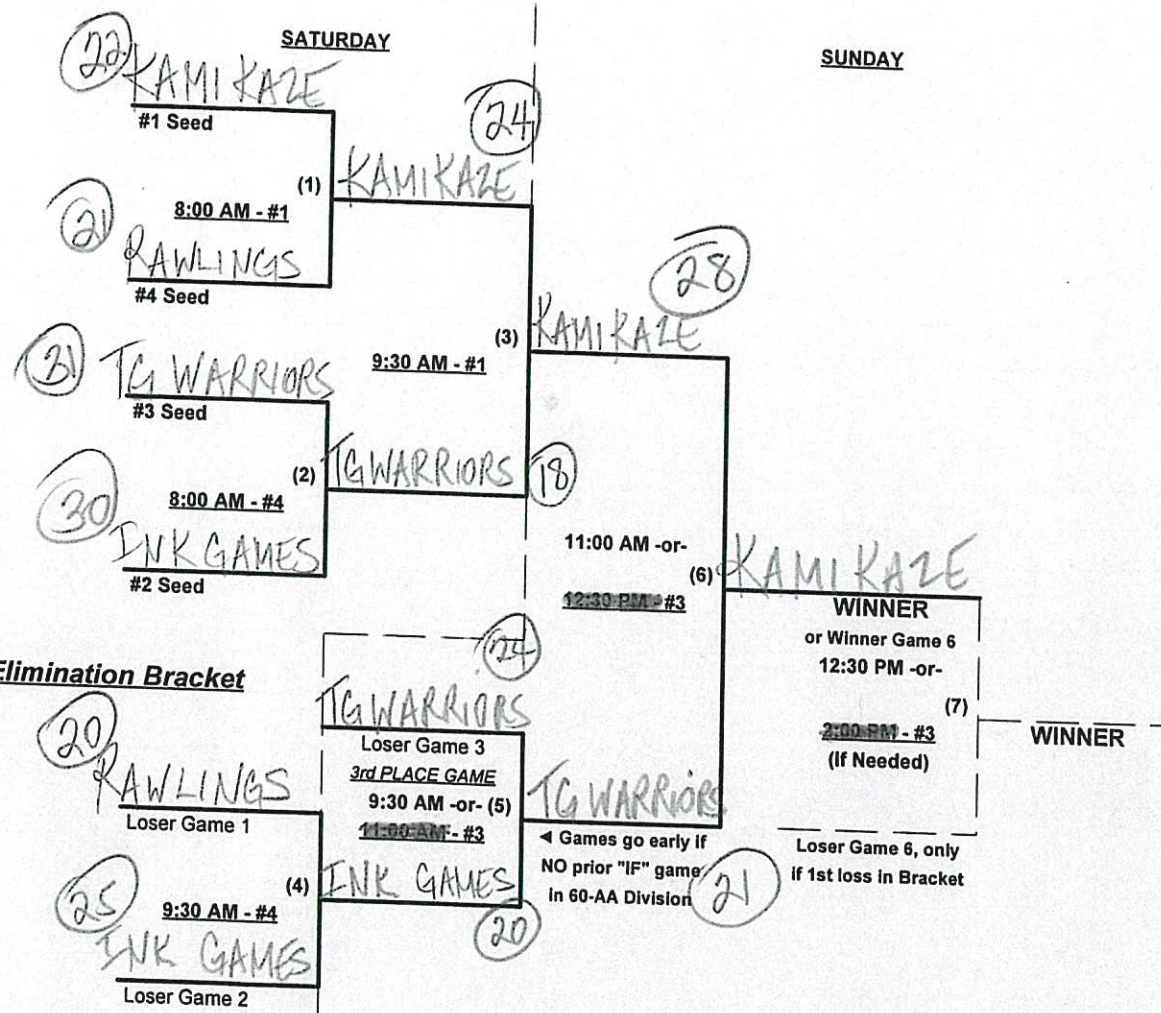 SATURDAY
SUNDAY
22
KAMIKAZE
#1 Seed
24
(1)
KAMIKAZE
8:00 AM - #1
21
RAWLINGS
#4 Seed
28
(3)
KAMIKAZE
9:30 AM - #1
31
TG WARRIORS
#3 Seed
(2)
TG WARRIORS
18
8:00 AM - #4
30
INK GAMES
#2 Seed
11:00 AM -or-
(6)
KAMIKAZE
12:30 PM - #3
WINNER
or Winner Game 6
12:30 PM -or-
(7)
2:00 PM - #3
(If Needed)
WINNER
Loser Game 6, only
if 1st loss in Bracket
Elimination Bracket
24
TG WARRIORS
Loser Game 3
3rd PLACE GAME
9:30 AM -or- (5)
11:00 AM - #3
TG WARRIORS
◄ Games go early if
NO prior "IF" game
in 60-AA Division
21
20
RAWLINGS
Loser Game 1
(4)
INK GAMES
20
9:30 AM - #4
25
INK GAMES
Loser Game 2